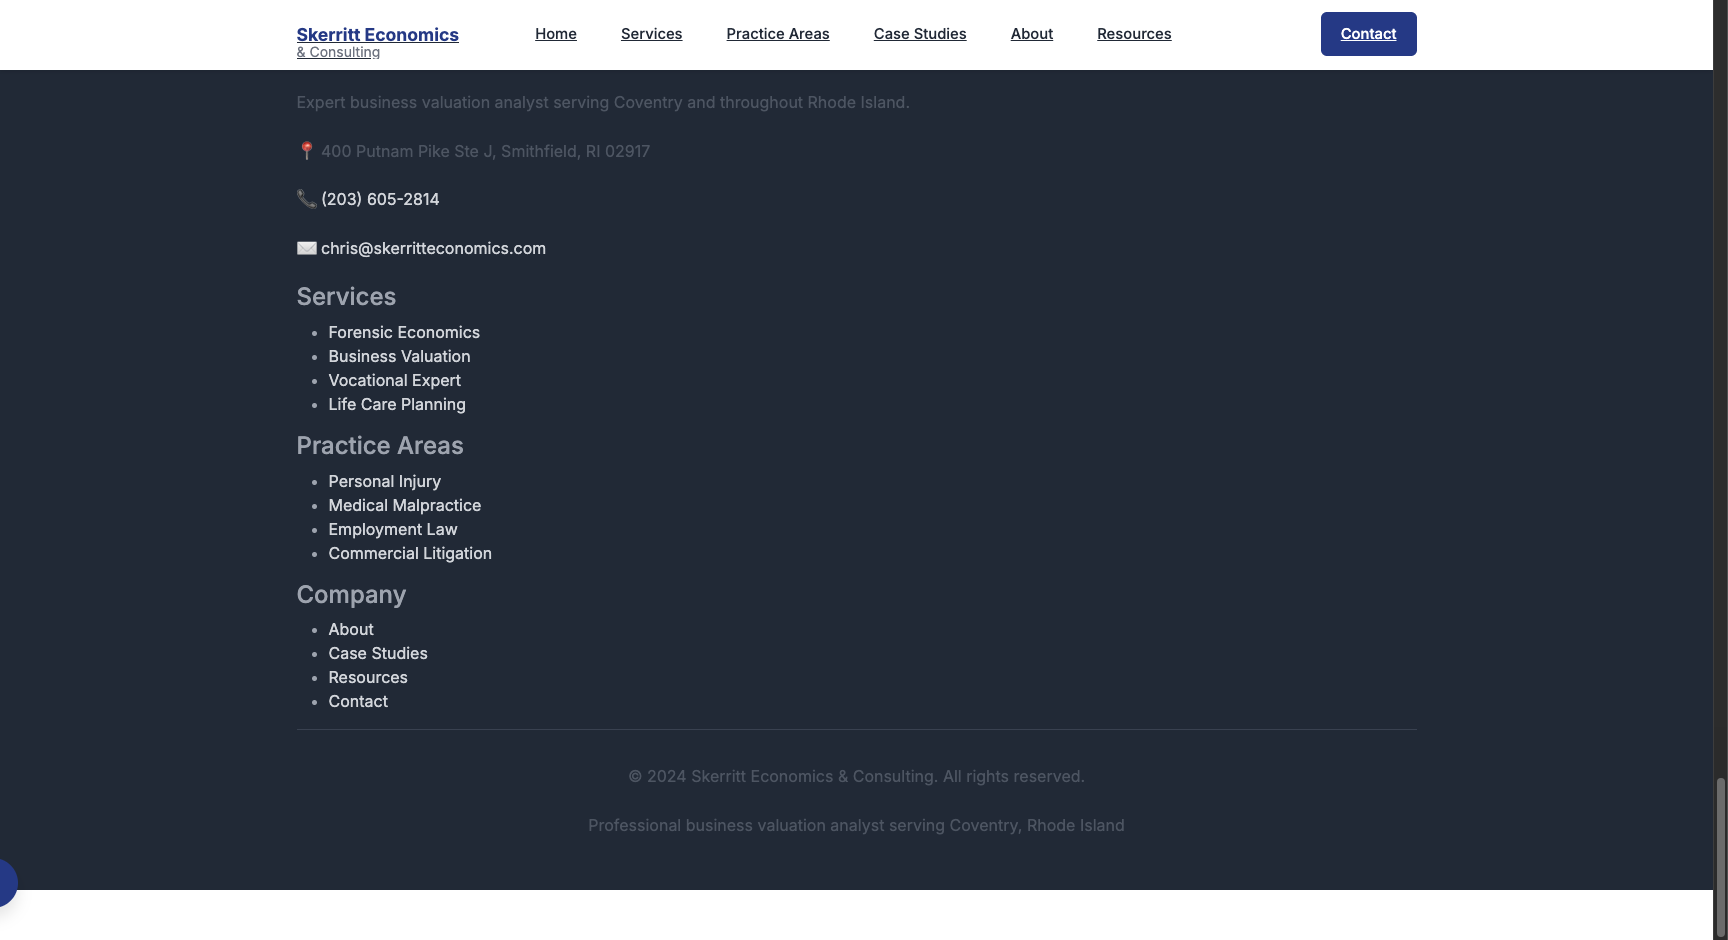 Skerritt Economics
& Consulting
Home
Services
Practice Areas
Case Studies
About
Resources
Contact
Expert business valuation analyst serving Coventry and throughout Rhode Island.
📍 400 Putnam Pike Ste J, Smithfield, RI 02917
📞 (203) 605-2814
✉️ chris@skerritteconomics.com
Services
• Forensic Economics
• Business Valuation
• Vocational Expert
• Life Care Planning
Practice Areas
• Personal Injury
• Medical Malpractice
• Employment Law
• Commercial Litigation
Company
• About
• Case Studies
• Resources
• Contact
© 2024 Skerritt Economics & Consulting. All rights reserved.
Professional business valuation analyst serving Coventry, Rhode Island